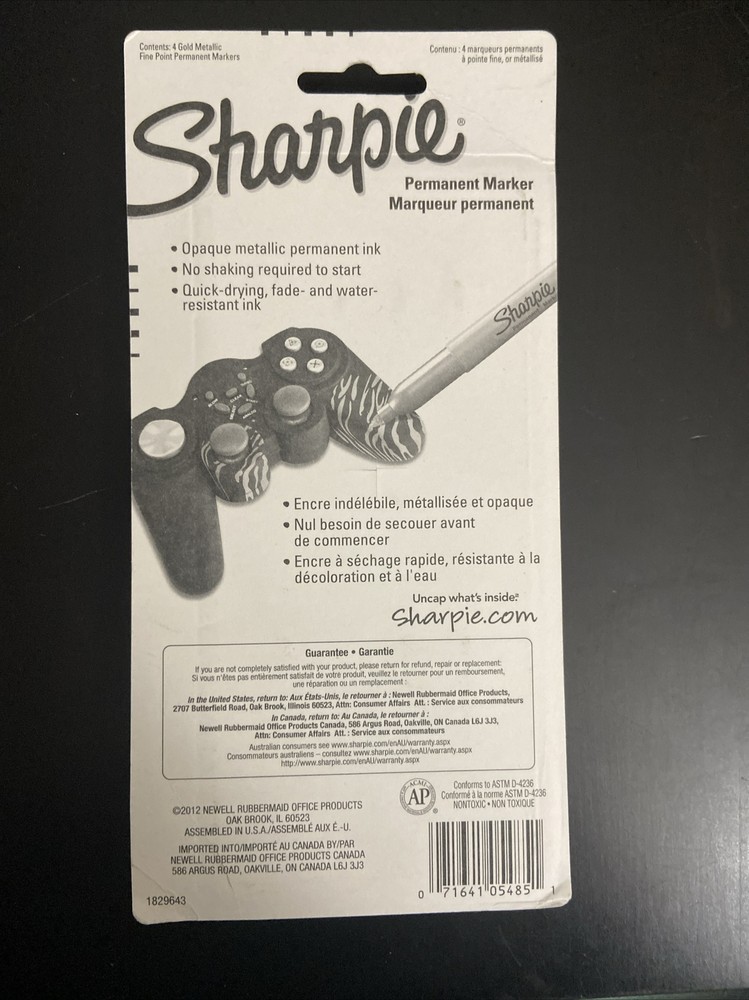 Contents: 4 Gold Metallic
Fine Point Permanent Markers
Contenu : 4 marqueurs permanents
à pointe fine, or métallisé
Sharpie®
Permanent Marker
Marqueur permanent
• Opaque metallic permanent ink
• No shaking required to start
• Quick-drying, fade- and water-
resistant ink
Sharpie
• Encre indélébile, métallisée et opaque
• Nul besoin de secouer avant
de commencer
• Encre à séchage rapide, résistante à la
décoloration et à l'eau
Uncap what's inside.
Sharpie.com
Guarantee • Garantie
If you are not completely satisfied with your product, please return for refund, repair or replacement:
Si vous n'êtes pas entièrement satisfait de votre produit, veuillez le retourner pour un remboursement,
une réparation ou un remplacement :
In the United States, return to: Aux États-Unis, le retourner à : Newell Rubbermaid Office Products,
2707 Butterfield Road, Oak Brook, Illinois 60523, Attn: Consumer Affairs Att. : Service aux consommateurs
In Canada, return to: Au Canada, le retourner à :
Newell Rubbermaid Office Products Canada, 586 Argus Road, Oakville, ON Canada L6J 3J3,
Attn: Consumer Affairs Att. : Service aux consommateurs
Australian consumers see www.sharpie.com/enAU/warranty.aspx
Consommateurs australiens – consultez www.sharpie.com/enAU/warranty.aspx
http://www.sharpie.com/enAU/warranty.aspx
©2012 NEWELL RUBBERMAID OFFICE PRODUCTS
OAK BROOK, IL 60523
ASSEMBLED IN U.S.A./ASSEMBLÉ AUX É.-U.
IMPORTED INTO/IMPORTÉ AU CANADA BY/PAR
NEWELL RUBBERMAID OFFICE PRODUCTS CANADA
586 ARGUS ROAD, OAKVILLE, ON CANADA L6J 3J3
1829643
ACMI
AP®
Conforms to ASTM D-4236
Conformé à la norme ASTM D-4236
NONTOXIC • NON TOXIQUE
0 71641 05485 1